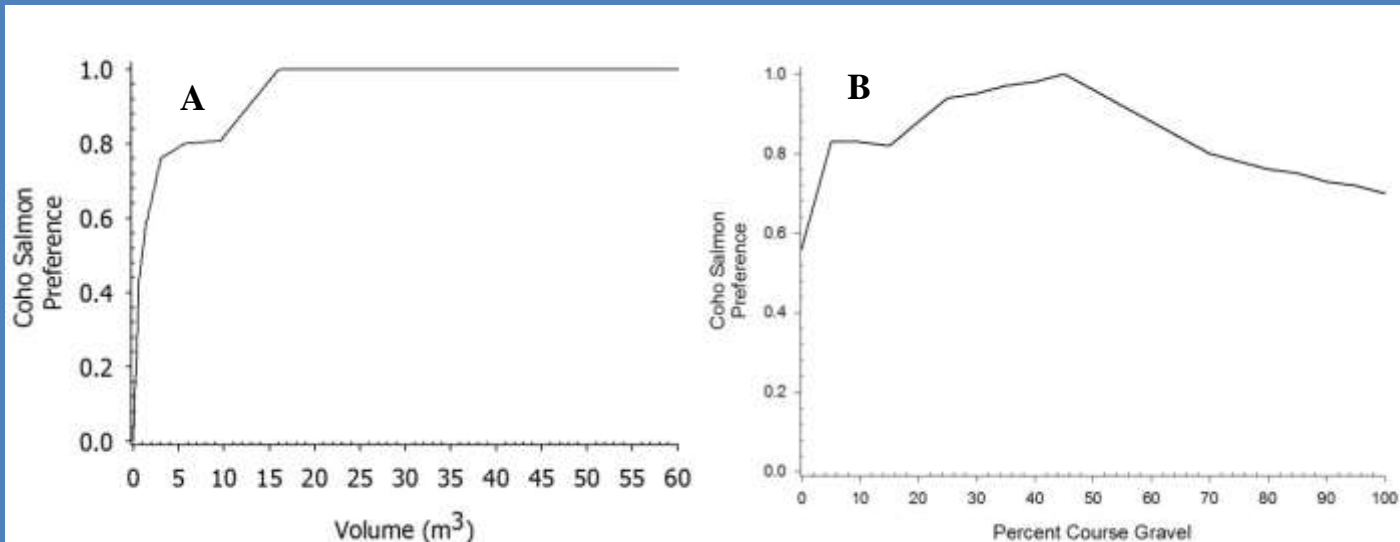 A
Coho Salmon
Preference
1.0
0.8
0.6
0.4
0.2
0.0
0 5 10 15 20 25 30 35 40 45 50 55 60
Volume (m³)
B
Coho Salmon
Preference
1.0
0.8
0.6
0.4
0.2
0.0
0 10 20 30 40 50 60 70 80 90 100
Percent Course Gravel